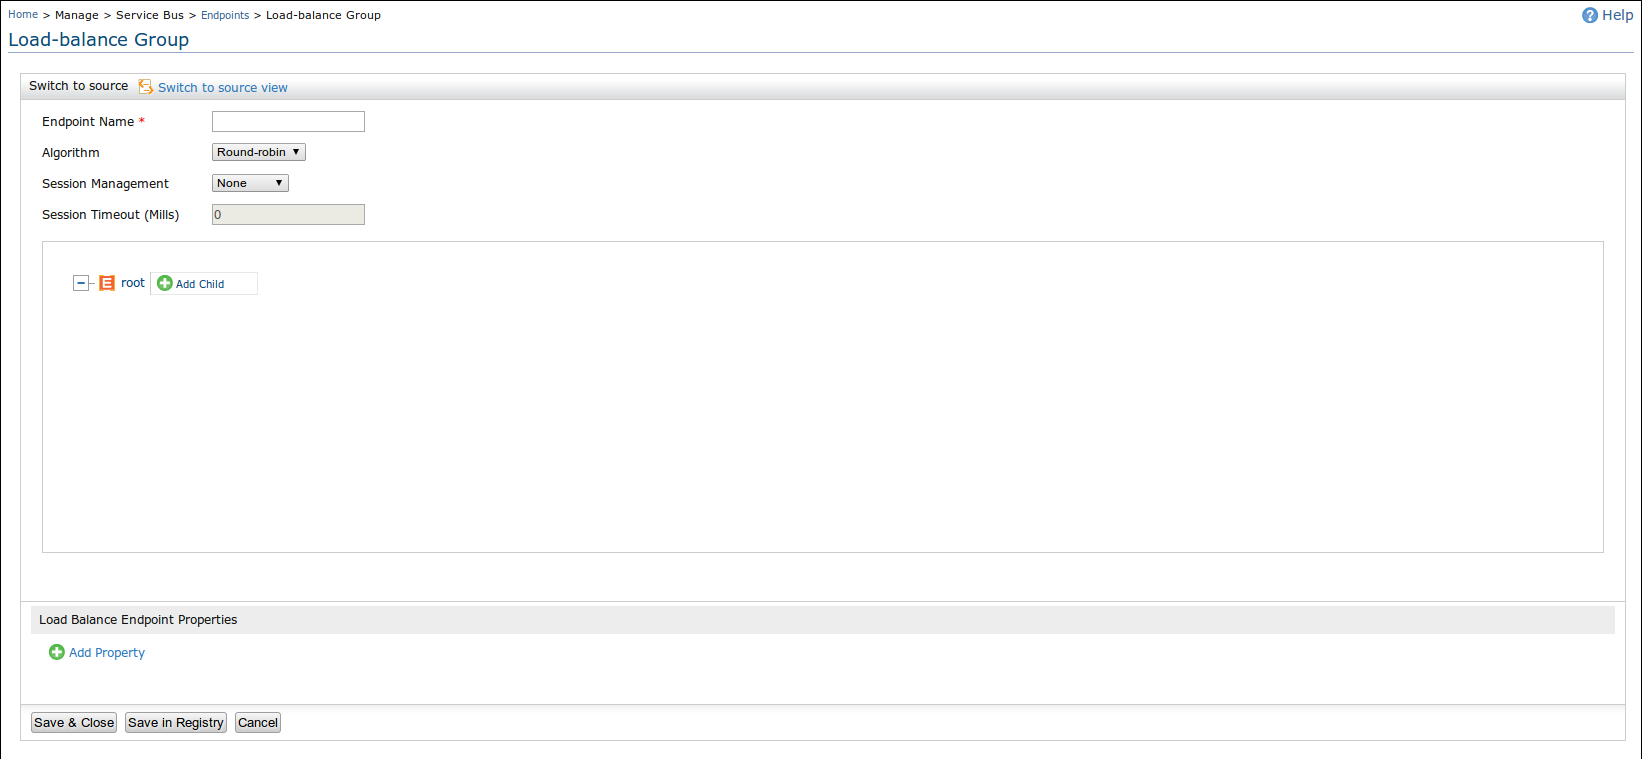 Home > Manage > Service Bus > Endpoints > Load-balance Group
Help
Load-balance Group
Switch to source Switch to source view
Endpoint Name *
Algorithm Round-robin
Session Management None
Session Timeout (Mills) 0
root Add Child
Load Balance Endpoint Properties
Add Property
Save & Close Save in Registry Cancel